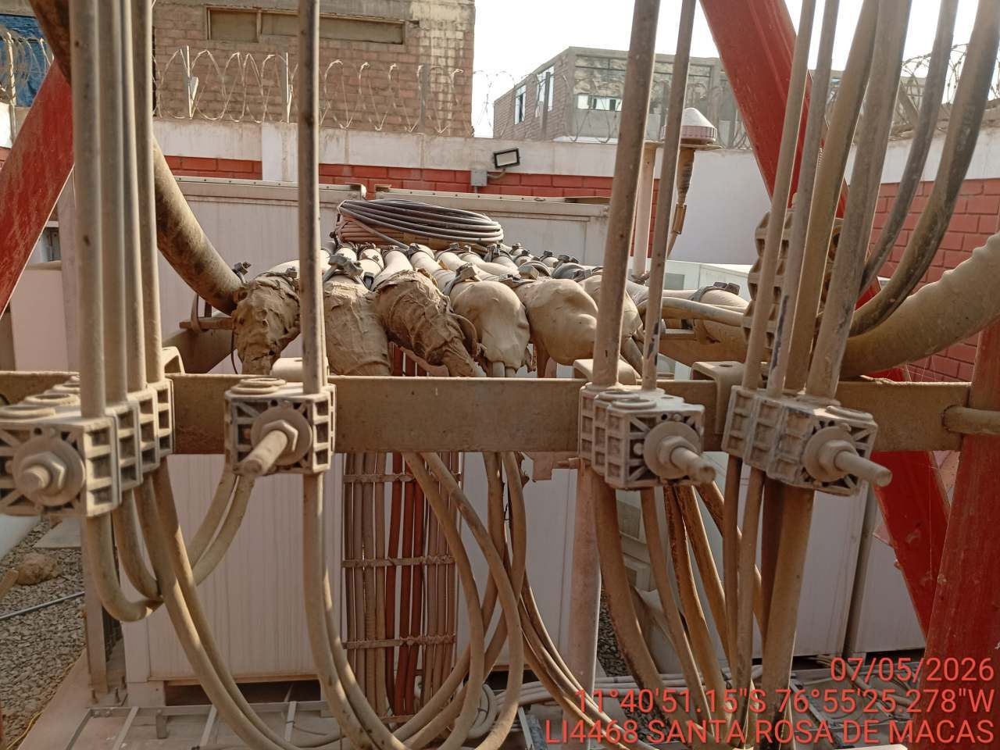 07/05/2026
11°40'51.15"S 76°55'25.278"W
LI4468 SANTA ROSA DE MACAS